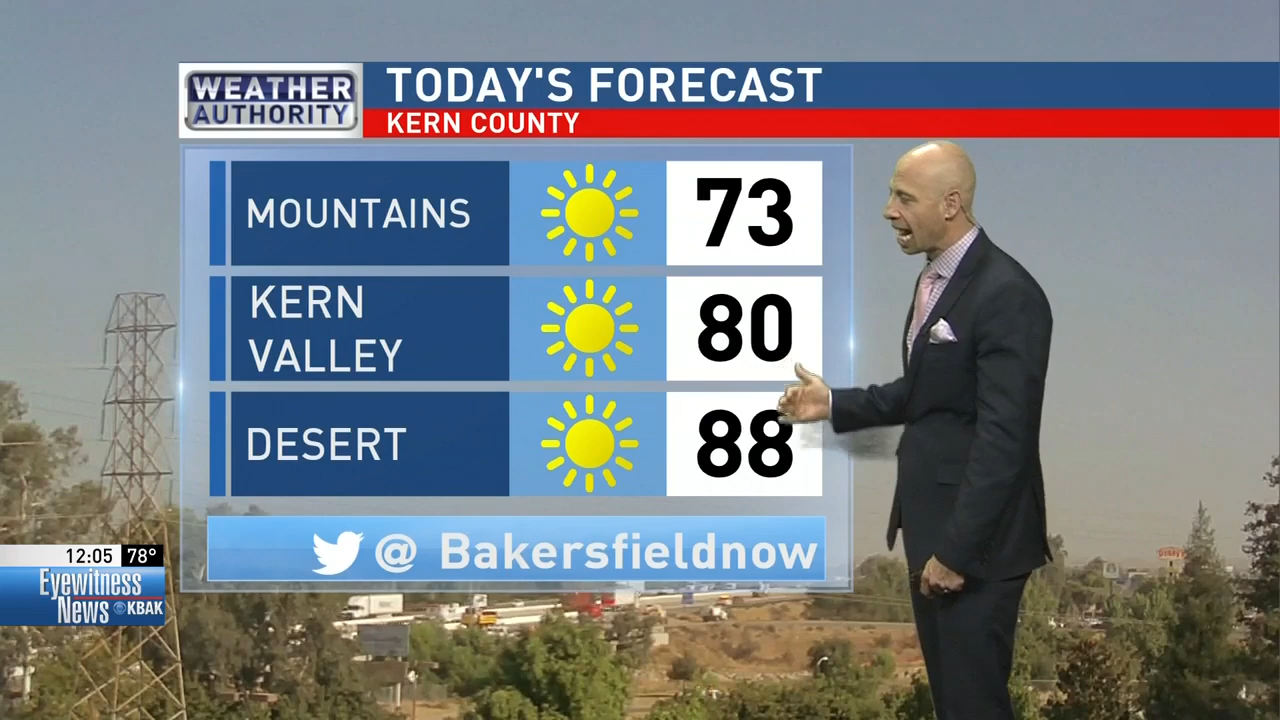 WEATHER
AUTHORITY
TODAY'S FORECAST
KERN COUNTY
MOUNTAINS
73
KERN
VALLEY
80
DESERT
88
@ Bakersfieldnow
12:05 78°
Eyewitness
News KBAK
Denny's